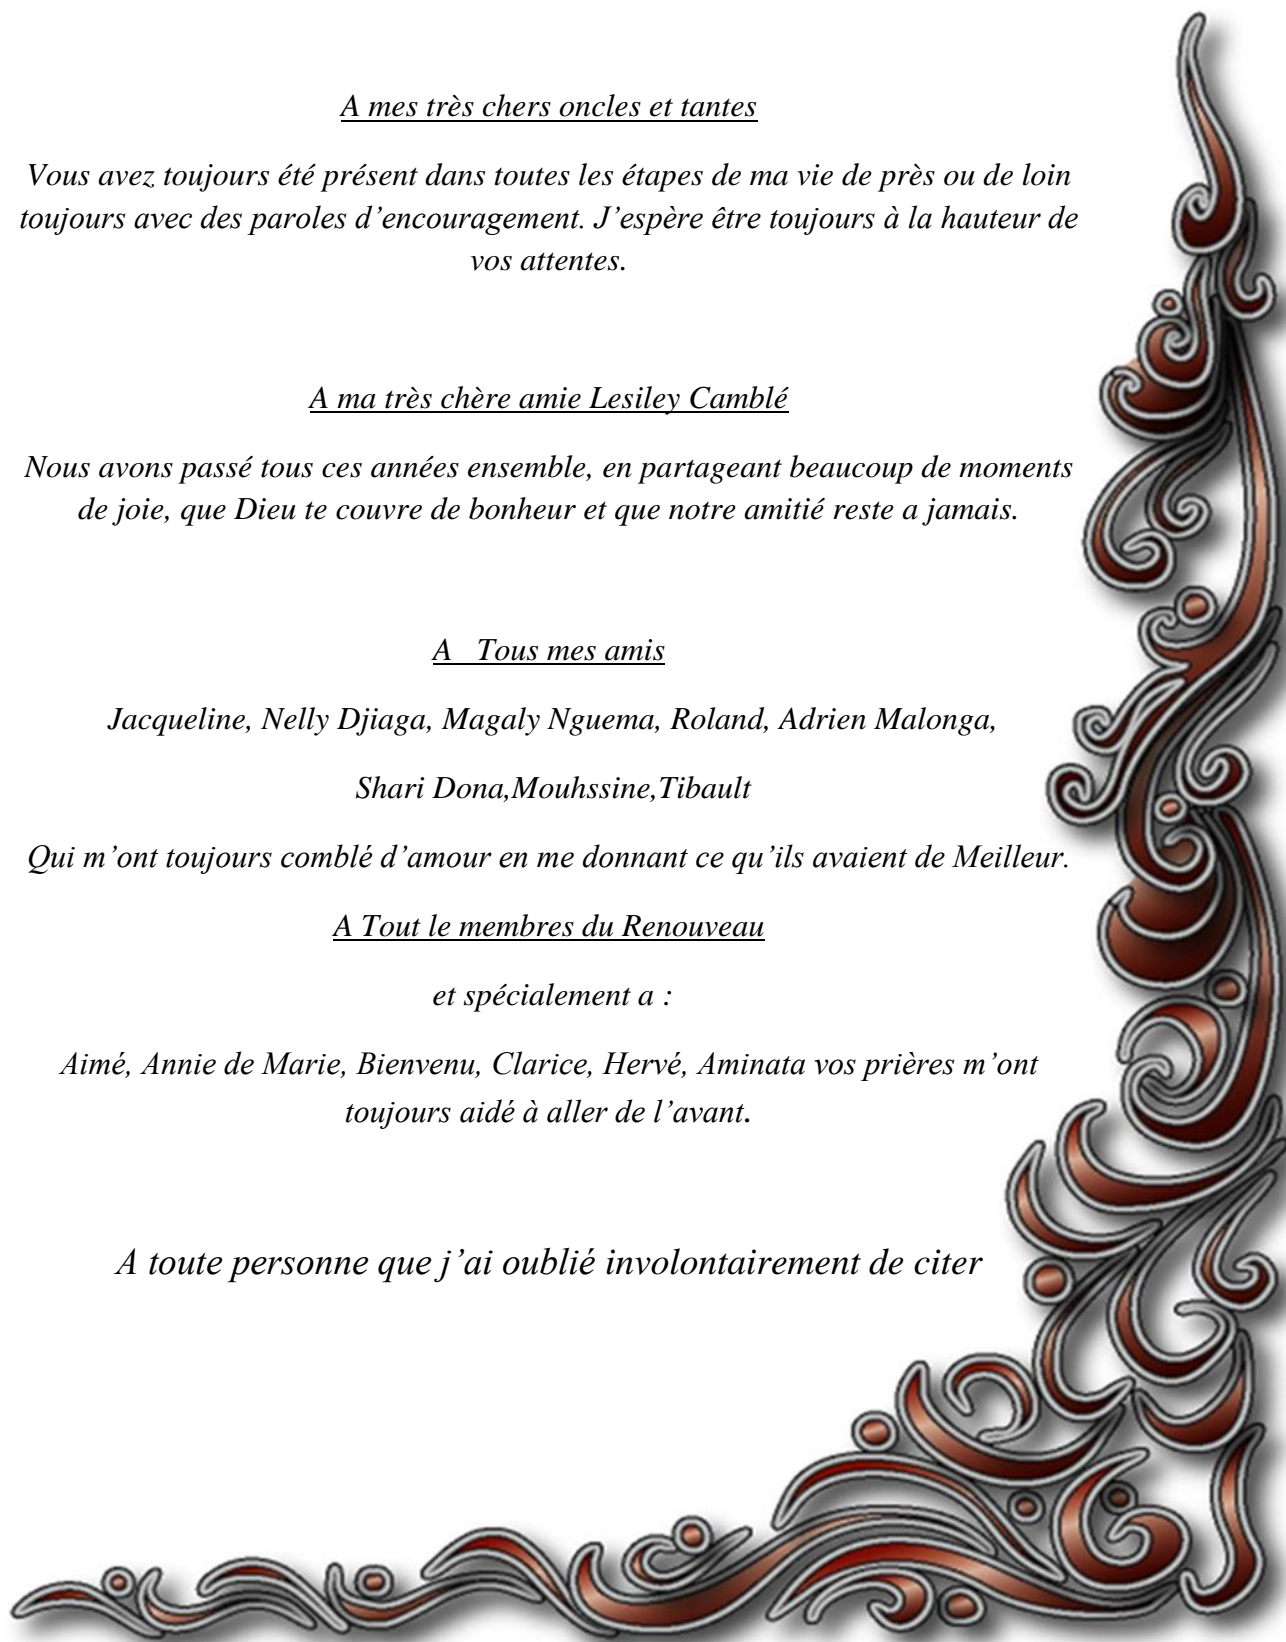 A mes très chers oncles et tantes
Vous avez toujours été présent dans toutes les étapes de ma vie de près ou de loin
toujours avec des paroles d’encouragement. J’espère être toujours à la hauteur de
vos attentes.
A ma très chère amie Lesiley Camblé
Nous avons passé tous ces années ensemble, en partageant beaucoup de moments
de joie, que Dieu te couvre de bonheur et que notre amitié reste a jamais.
A   Tous mes amis
Jacqueline, Nelly Djiaga, Magaly Nguema, Roland, Adrien Malonga,
Shari Dona,Mouhssine,Tibault
Qui m’ont toujours comblé d’amour en me donnant ce qu’ils avaient de Meilleur.
A Tout le membres du Renouveau
et spécialement a :
Aimé, Annie de Marie, Bienvenu, Clarice, Hervé, Aminata vos prières m’ont
toujours aidé à aller de l’avant.
A toute personne que j’ai oublié involontairement de citer